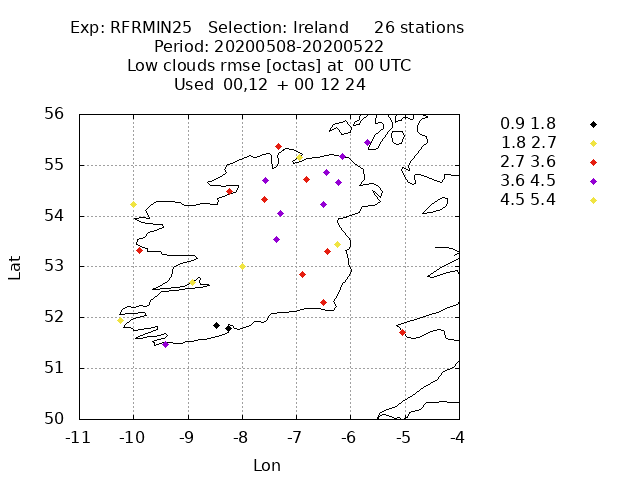 Exp: RFRMIN25 Selection: Ireland 26 stations
Period: 20200508-20200522
Low clouds rmse [octas] at 00 UTC
Used 00,12 + 00 12 24
56
55
54
53
52
51
50
Lat
-11 -10 -9 -8 -7 -6 -5 -4
Lon
0.9 1.8
1.8 2.7
2.7 3.6
3.6 4.5
4.5 5.4